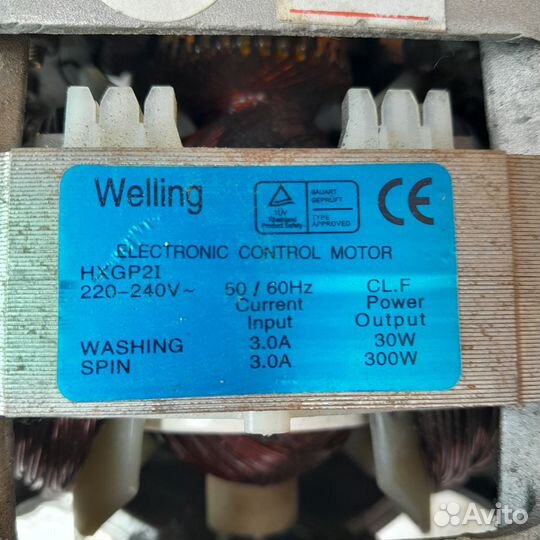 Welling
TÜV
Rheinland
Product Safety
BAUART
GEPRÜFT
TYPE
APPROVED
CE
ELECTRONIC CONTROL MOTOR
HXGP2I
220-240V~ 50 / 60Hz CL.F
Current Power
Input Output
WASHING 3.0A 30W
SPIN 3.0A 300W
Avito